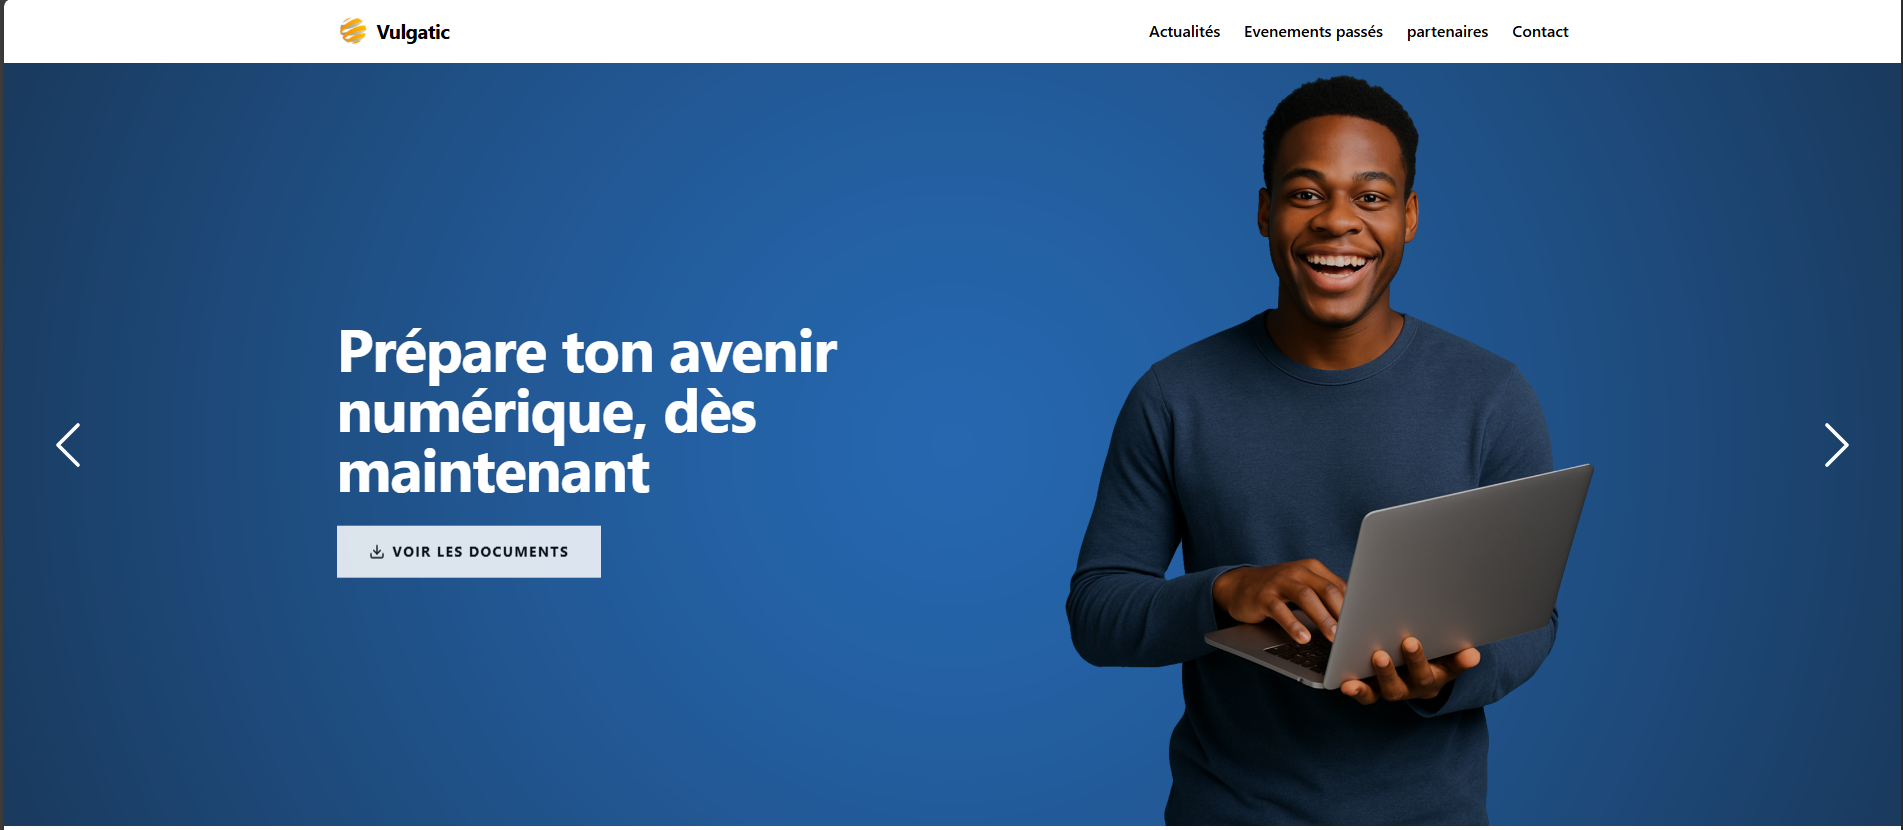 Vulgatic
Actualités Evenements passés partenaires Contact
Prépare ton avenir
numérique, dès
maintenant
VOIR LES DOCUMENTS